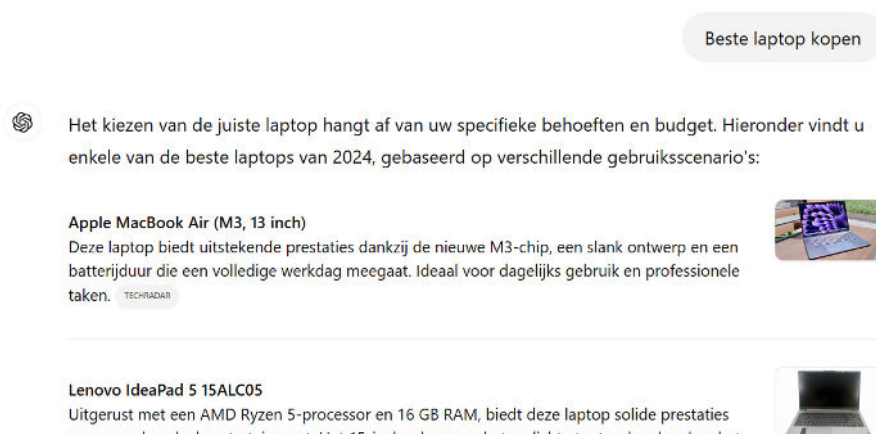 Beste laptop kopen
Het kiezen van de juiste laptop hangt af van uw specifieke behoeften en budget. Hieronder vindt u
enkele van de beste laptops van 2024, gebaseerd op verschillende gebruiksscenario's:
Apple MacBook Air (M3, 13 inch)
Deze laptop biedt uitstekende prestaties dankzij de nieuwe M3-chip, een slank ontwerp en een
batterijduur die een volledige werkdag meegaat. Ideaal voor dagelijks gebruik en professionele
taken. TECHRADAR
Lenovo IdeaPad 5 15ALC05
Uitgerust met een AMD Ryzen 5-processor en 16 GB RAM, biedt deze laptop solide prestaties